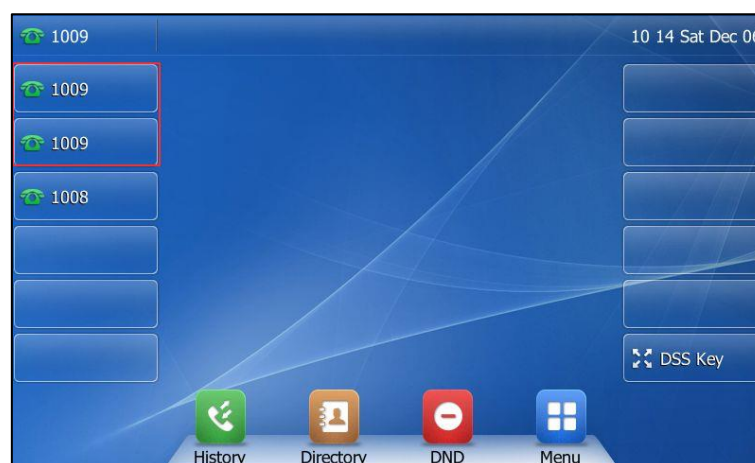 1009 10 14 Sat Dec 06
1009
1009
1008
DSS Key
History Directory DND Menu